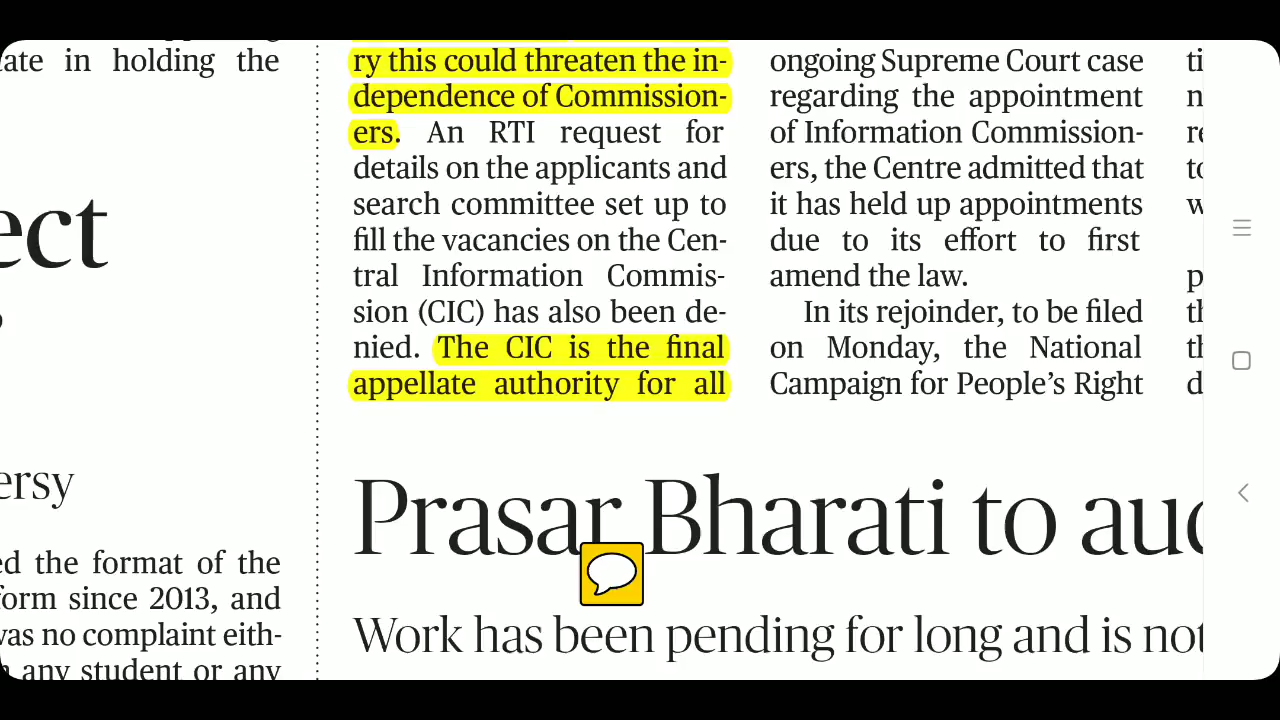 ate in holding the
ect
ersy
ed the format of the
form since 2013, and
was no complaint eith-
any student or any
ry this could threaten the in-
dependence of Commission-
ers. An RTI request for
details on the applicants and
search committee set up to
fill the vacancies on the Cen-
tral Information Commis-
sion (CIC) has also been de-
nied. The CIC is the final
appellate authority for all
ongoing Supreme Court case
regarding the appointment
of Information Commission-
ers, the Centre admitted that
it has held up appointments
due to its effort to first
amend the law.
In its rejoinder, to be filed
on Monday, the National
Campaign for People's Right
ti
n
re
to
w
p
th
th
d
Prasar Bharati to auc
Work has been pending for long and is not